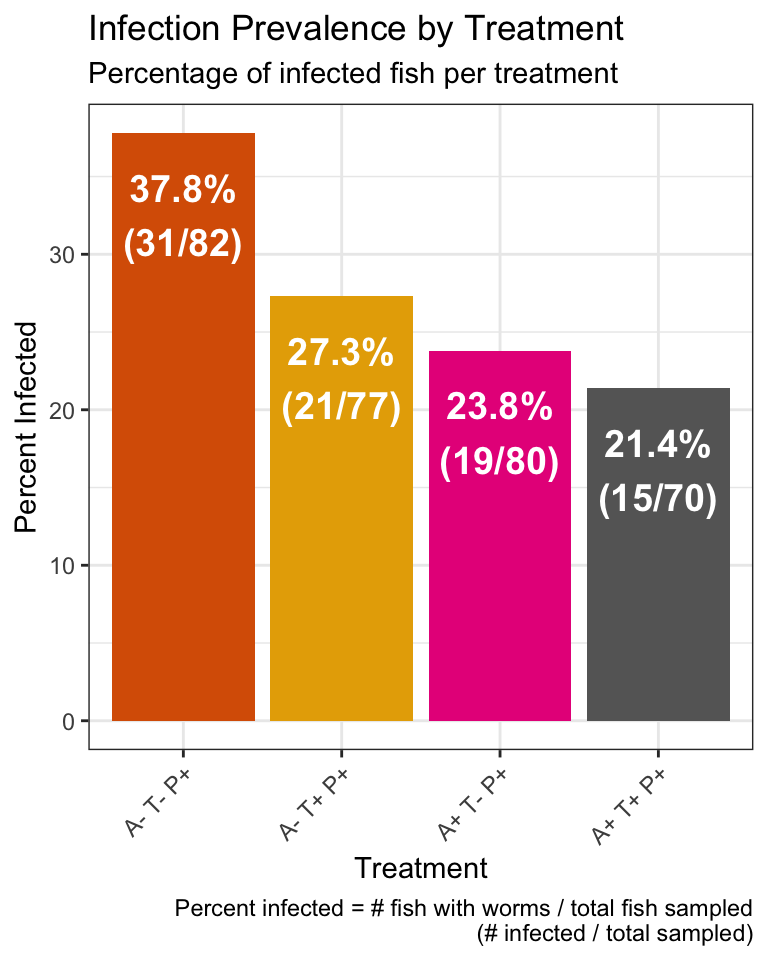 Infection Prevalence by Treatment
Percentage of infected fish per treatment
Percent Infected
30
20
10
0
37.8%
(31/82)
27.3%
(21/77)
23.8%
(19/80)
21.4%
(15/70)
A- T- P+
A- T+ P+
A+ T- P+
A+ T+ P+
Treatment
Percent infected = # fish with worms / total fish sampled
(# infected / total sampled)